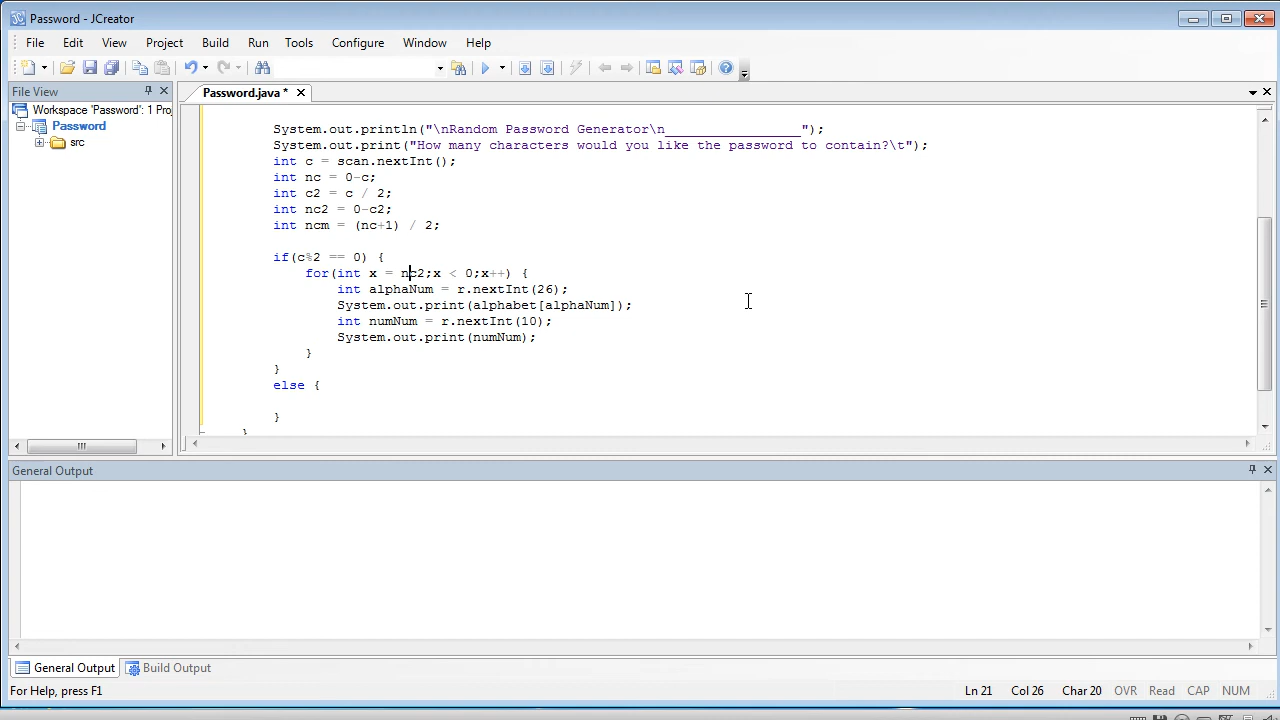 Password - JCreator
File Edit View Project Build Run Tools Configure Window Help
File View
Password.java *
Workspace 'Password': 1 Proj
Password
src
System.out.println("\nRandom Password Generator\n_________________");
System.out.print("How many characters would you like the password to contain?\t");
int c = scan.nextInt();
int nc = 0-c;
int c2 = c / 2;
int nc2 = 0-c2;
int ncm = (nc+1) / 2;
if(c%2 == 0) {
for(int x = nc2;x < 0;x++) {
int alphaNum = r.nextInt(26);
System.out.print(alphabet[alphaNum]);
int numNum = r.nextInt(10);
System.out.print(numNum);
}
}
else {
}
}
General Output
General Output Build Output
For Help, press F1 Ln 21 Col 26 Char 20 OVR Read CAP NUM